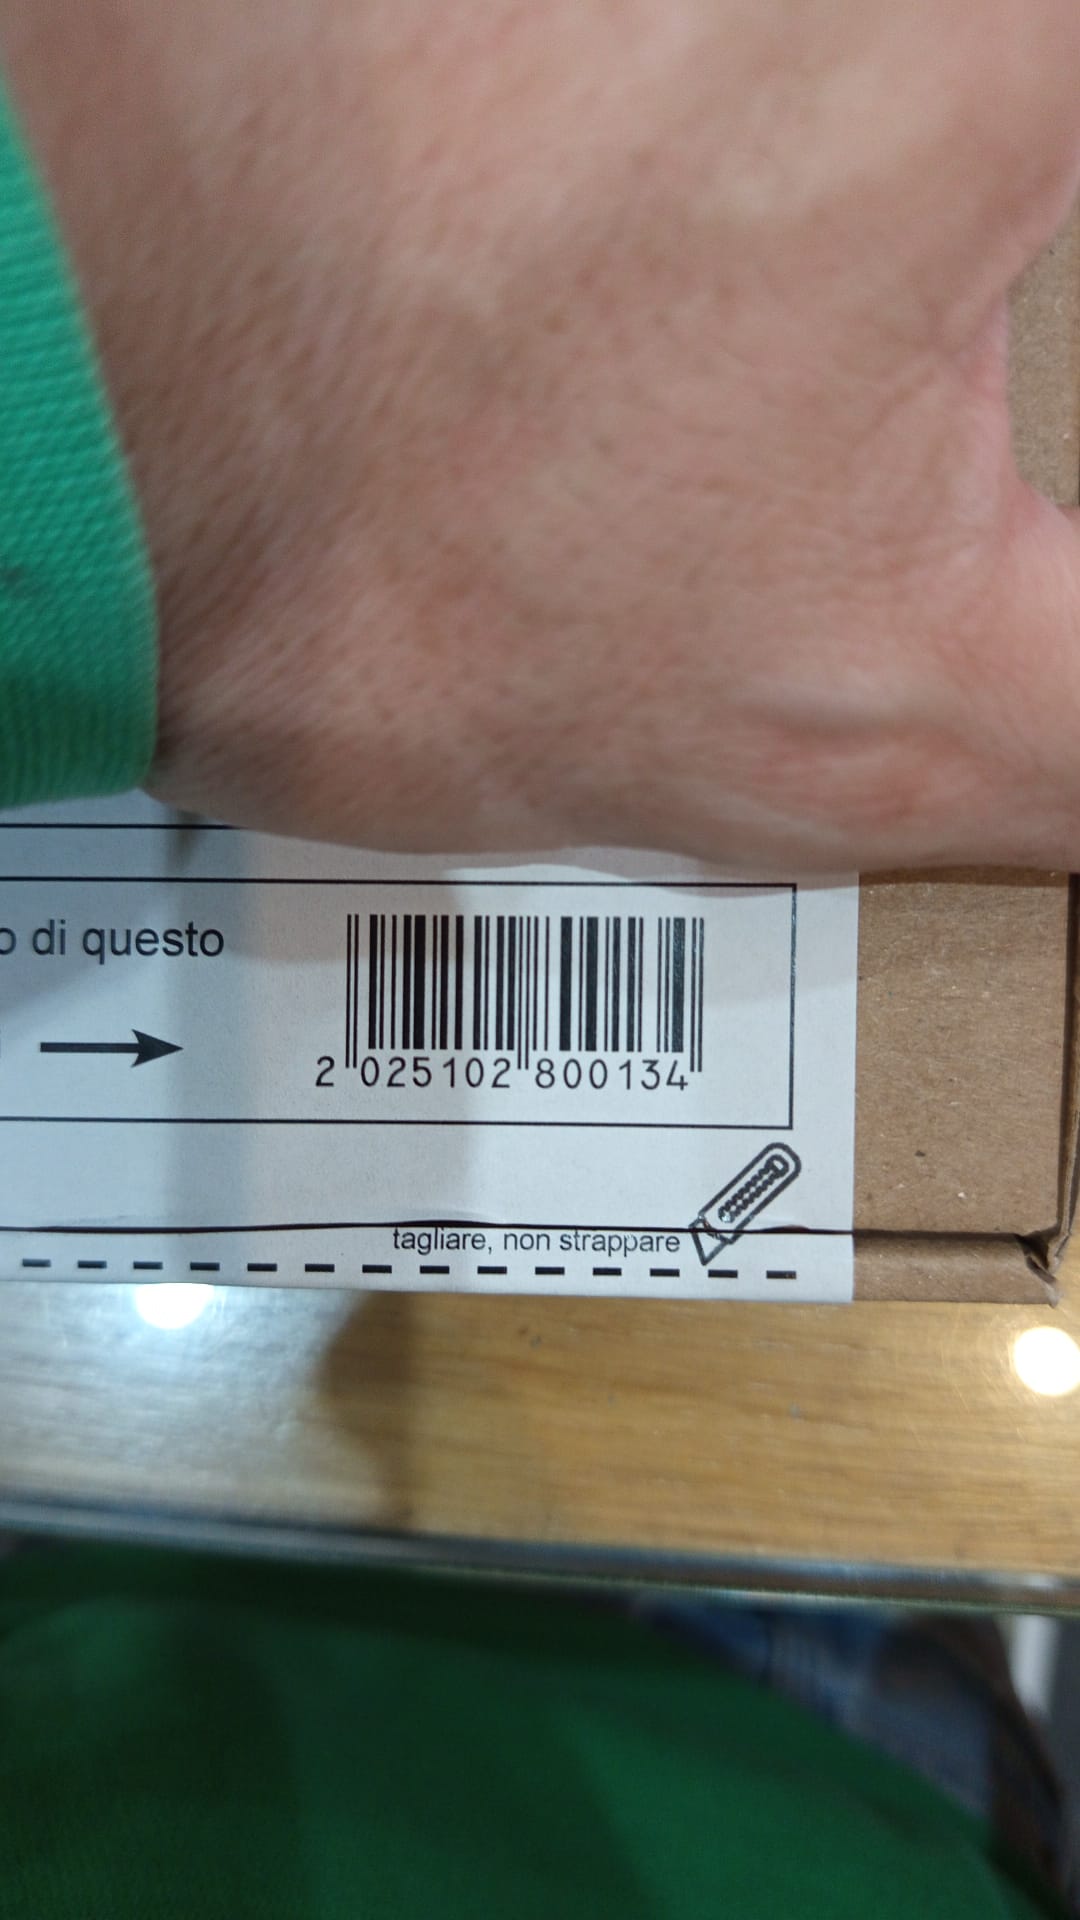 o di questo
2 025102 800134
tagliare, non strappare